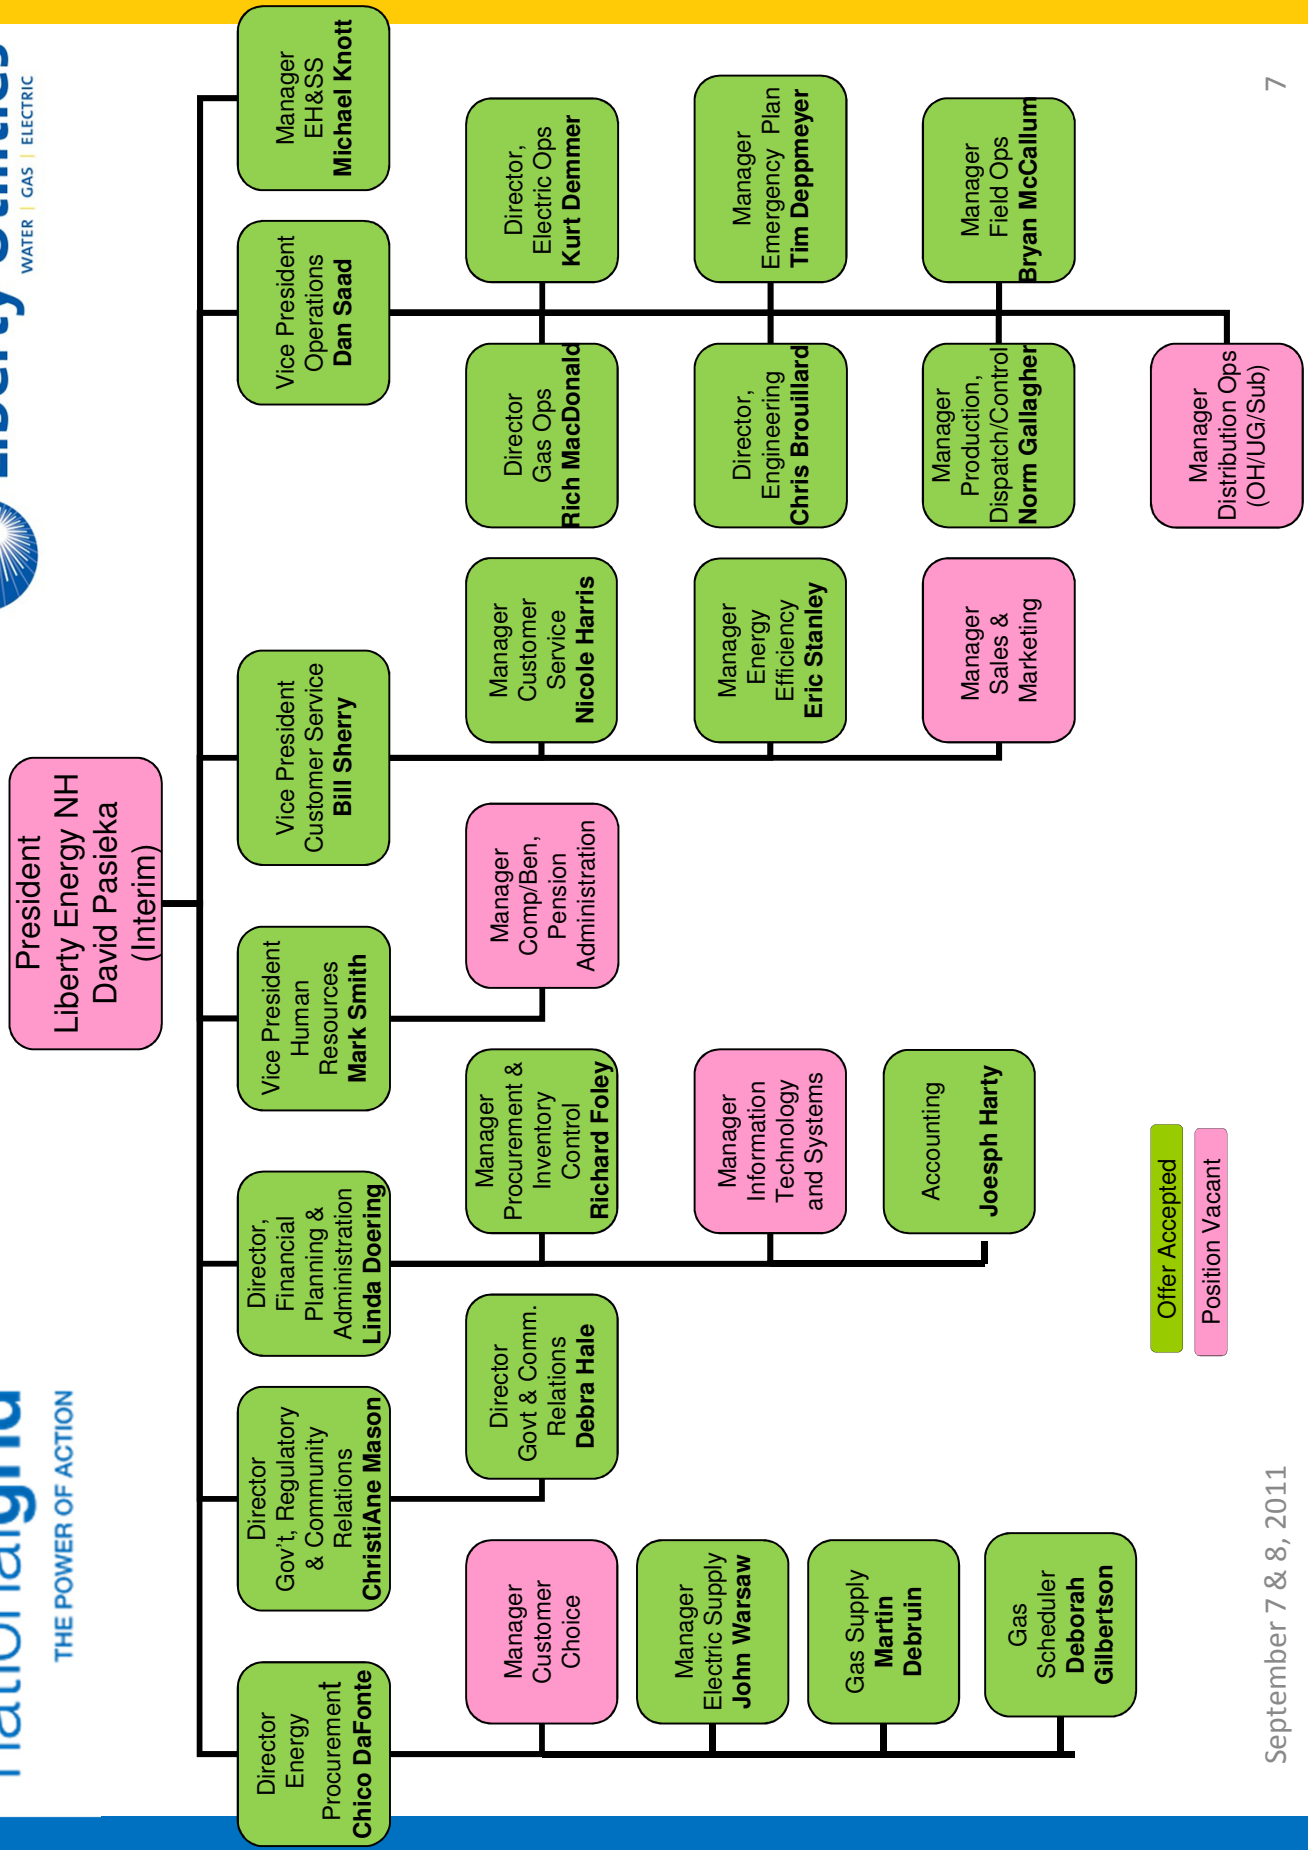 nationalgrid
THE POWER OF ACTION
Liberty Utilities
WATER | GAS | ELECTRIC
President
Liberty Energy NH
David Pasieka
(Interim)
Director
Energy
Procurement
Chico DaFonte
Director
Gov't, Regulatory
& Community
Relations
ChristiAne Mason
Director,
Financial
Planning &
Administration
Linda Doering
Vice President
Human
Resources
Mark Smith
Vice President
Customer Service
Bill Sherry
Vice President
Operations
Dan Saad
Manager
EH&SS
Michael Knott
Manager
Customer
Choice
Manager
Electric Supply
John Warsaw
Gas Supply
Martin
Debruin
Gas
Scheduler
Deborah
Gilbertson
Director
Govt & Comm.
Relations
Debra Hale
Manager
Procurement &
Inventory
Control
Richard Foley
Manager
Information
Technology
and Systems
Accounting
Joesph Harty
Manager
Comp/Ben,
Pension
Administration
Manager
Customer
Service
Nicole Harris
Manager
Energy
Efficiency
Eric Stanley
Manager
Sales &
Marketing
Director
Gas Ops
Rich MacDonald
Director,
Electric Ops
Kurt Demmer
Director,
Engineering
Chris Brouillard
Manager
Emergency Plan
Tim Deppmeyer
Manager
Production,
Dispatch/Control
Norm Gallagher
Manager
Field Ops
Bryan McCallum
Manager
Distribution Ops
(OH/UG/Sub)
Offer Accepted
Position Vacant
September 7 & 8, 2011
7